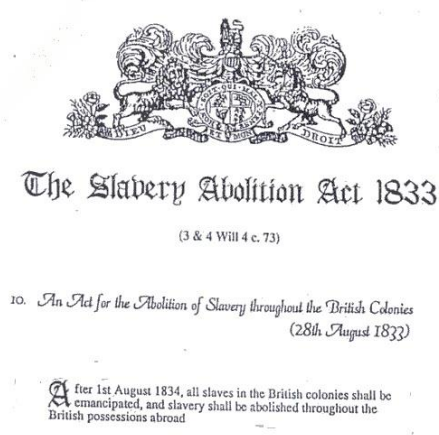 DIEU ET MON DROIT
The Slavery Abolition Act 1833
(3 & 4 Will 4 c. 73)
10. An Act for the Abolition of Slavery throughout the British Colonies
(28th August 1833)
After 1st August 1834, all slaves in the British colonies shall be
emancipated, and slavery shall be abolished throughout the
British possessions abroad